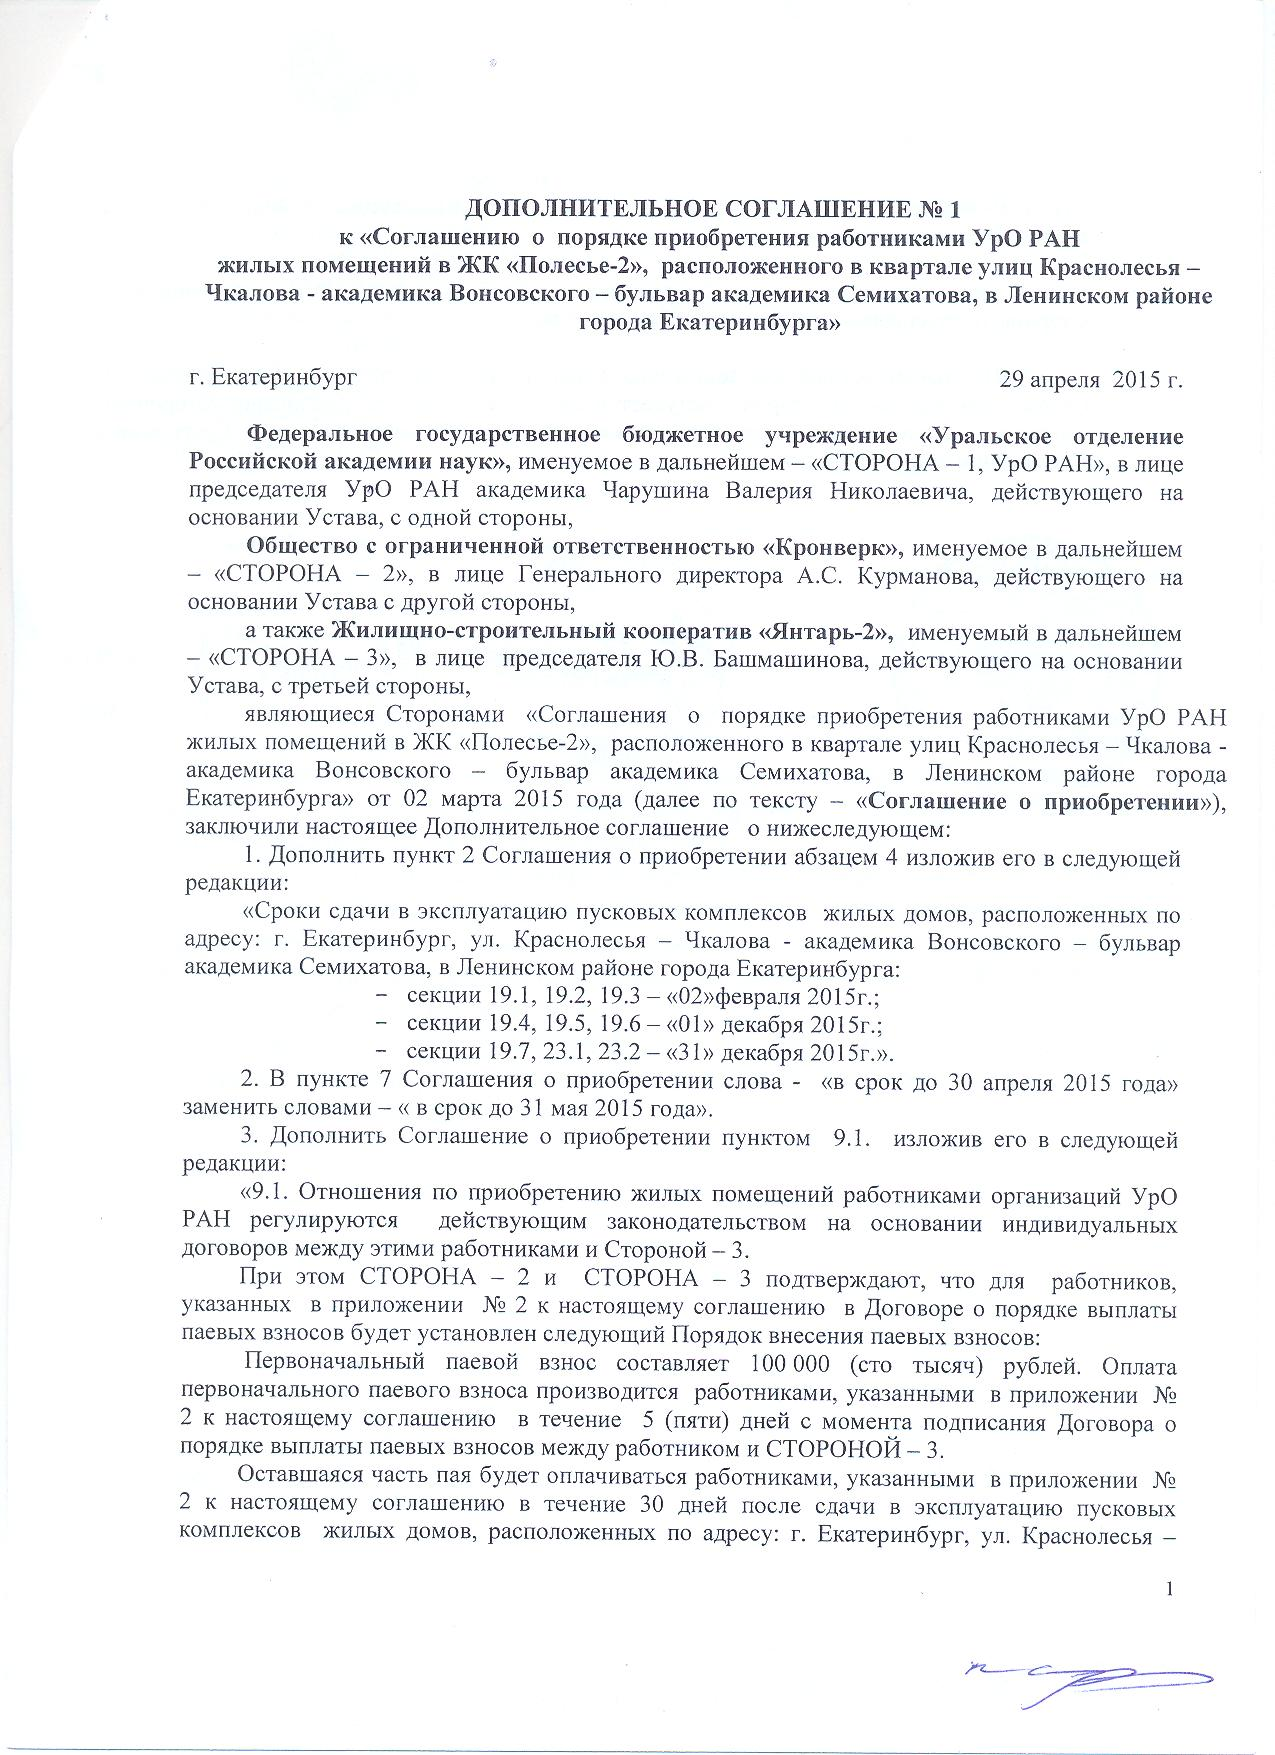 ДОПОЛНИТЕЛЬНОЕ СОГЛАШЕНИЕ № 1
к «Соглашению о порядке приобретения работниками УрО РАН
жилых помещений в ЖК «Полесье-2», расположенного в квартале улиц Краснолесья –
Чкалова - академика Вонсовского – бульвар академика Семихатова, в Ленинском районе
города Екатеринбурга»
г. Екатеринбург 29 апреля 2015 г.
Федеральное государственное бюджетное учреждение «Уральское отделение
Российской академии наук», именуемое в дальнейшем – «СТОРОНА – 1, УрО РАН», в лице
председателя УрО РАН академика Чарушина Валерия Николаевича, действующего на
основании Устава, с одной стороны,
Общество с ограниченной ответственностью «Кронверк», именуемое в дальнейшем
– «СТОРОНА – 2», в лице Генерального директора А.С. Курманова, действующего на
основании Устава с другой стороны,
а также Жилищно-строительный кооператив «Янтарь-2», именуемый в дальнейшем
– «СТОРОНА – 3», в лице председателя Ю.В. Башмашинова, действующего на основании
Устава, с третьей стороны,
являющиеся Сторонами «Соглашения о порядке приобретения работниками УрО РАН
жилых помещений в ЖК «Полесье-2», расположенного в квартале улиц Краснолесья – Чкалова -
академика Вонсовского – бульвар академика Семихатова, в Ленинском районе города
Екатеринбурга» от 02 марта 2015 года (далее по тексту – «Соглашение о приобретении»),
заключили настоящее Дополнительное соглашение о нижеследующем:
1. Дополнить пункт 2 Соглашения о приобретении абзацем 4 изложив его в следующей
редакции:
«Сроки сдачи в эксплуатацию пусковых комплексов жилых домов, расположенных по
адресу: г. Екатеринбург, ул. Краснолесья – Чкалова - академика Вонсовского – бульвар
академика Семихатова, в Ленинском районе города Екатеринбурга:
– секции 19.1, 19.2, 19.3 – «02»февраля 2015г.;
– секции 19.4, 19.5, 19.6 – «01» декабря 2015г.;
– секции 19.7, 23.1, 23.2 – «31» декабря 2015г.».
2. В пункте 7 Соглашения о приобретении слова - «в срок до 30 апреля 2015 года»
заменить словами – « в срок до 31 мая 2015 года».
3. Дополнить Соглашение о приобретении пунктом 9.1. изложив его в следующей
редакции:
«9.1. Отношения по приобретению жилых помещений работниками организаций УрО
РАН регулируются действующим законодательством на основании индивидуальных
договоров между этими работниками и Стороной – 3.
При этом СТОРОНА – 2 и СТОРОНА – 3 подтверждают, что для работников,
указанных в приложении № 2 к настоящему соглашению в Договоре о порядке выплаты
паевых взносов будет установлен следующий Порядок внесения паевых взносов:
Первоначальный паевой взнос составляет 100 000 (сто тысяч) рублей. Оплата
первоначального паевого взноса производится работниками, указанными в приложении №
2 к настоящему соглашению в течение 5 (пяти) дней с момента подписания Договора о
порядке выплаты паевых взносов между работником и СТОРОНОЙ – 3.
Оставшаяся часть пая будет оплачиваться работниками, указанными в приложении №
2 к настоящему соглашению в течение 30 дней после сдачи в эксплуатацию пусковых
комплексов жилых домов, расположенных по адресу: г. Екатеринбург, ул. Краснолесья –
1